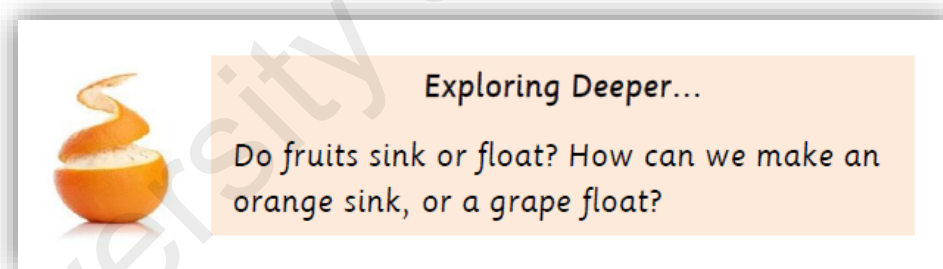 Exploring Deeper...
Do fruits sink or float? How can we make an
orange sink, or a grape float?